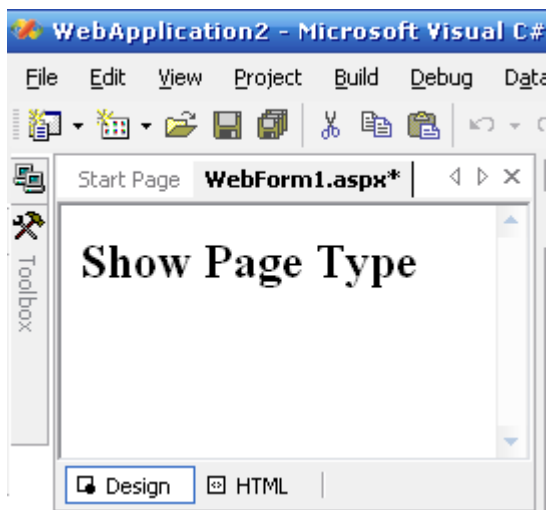 WebApplication2 - Microsoft Visual C#
File Edit View Project Build Debug Data
Start Page WebForm1.aspx*
Toolbox
Show Page Type
Design HTML